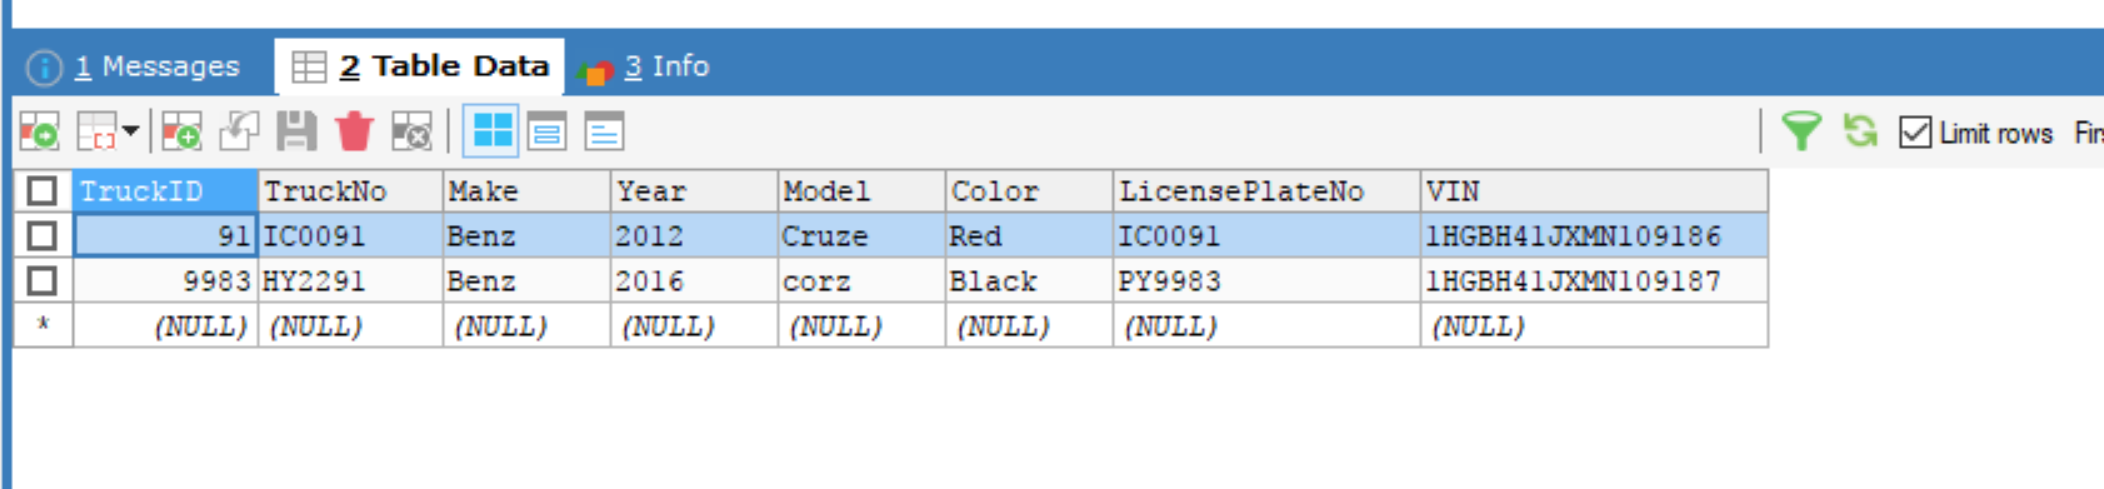 1 Messages 2 Table Data 3 Info
Limit rows
TruckID TruckNo Make Year Model Color LicensePlateNo VIN
91 IC0091 Benz 2012 Cruze Red IC0091 1HGBH41JXMN109186
9983 HY2291 Benz 2016 corz Black PY9983 1HGBH41JXMN109187
* (NULL) (NULL) (NULL) (NULL) (NULL) (NULL) (NULL) (NULL)